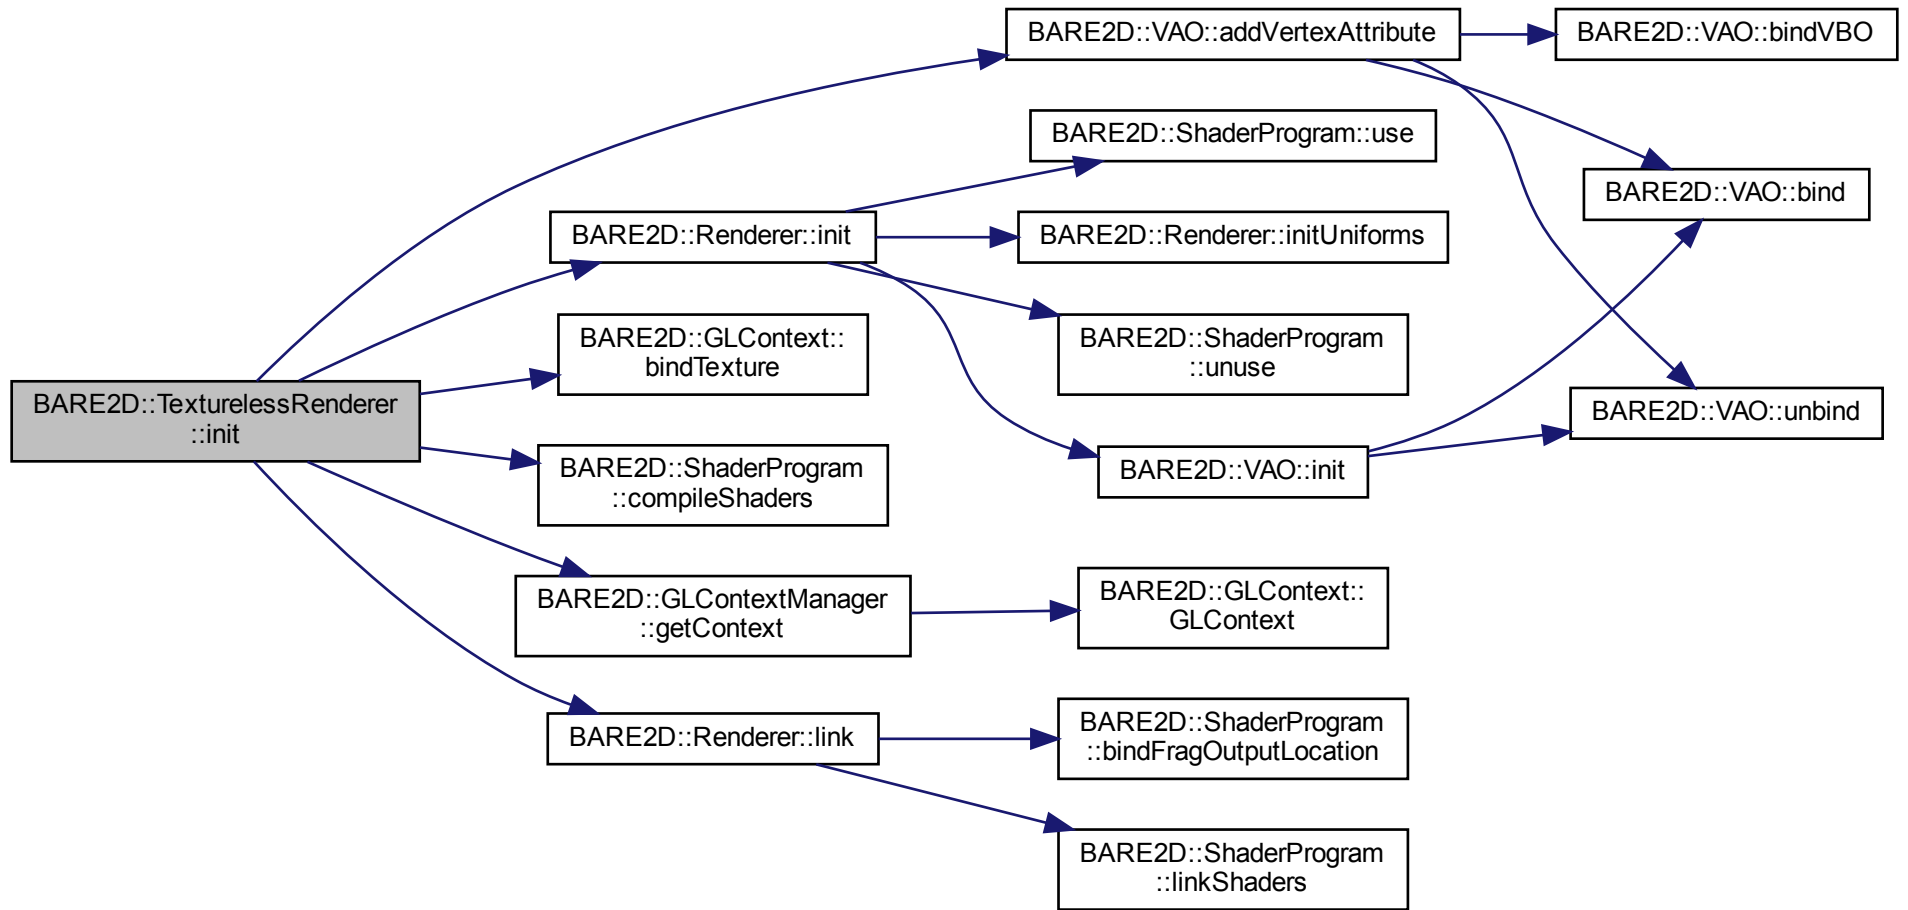 BARE2D::TexturelessRenderer
::init
BARE2D::VAO::addVertexAttribute
BARE2D::VAO::bindVBO
BARE2D::ShaderProgram::use
BARE2D::VAO::bind
BARE2D::Renderer::init
BARE2D::Renderer::initUniforms
BARE2D::GLContext::
bindTexture
BARE2D::ShaderProgram
::unuse
BARE2D::VAO::unbind
BARE2D::ShaderProgram
::compileShaders
BARE2D::VAO::init
BARE2D::GLContextManager
::getContext
BARE2D::GLContext::
GLContext
BARE2D::Renderer::link
BARE2D::ShaderProgram
::bindFragOutputLocation
BARE2D::ShaderProgram
::linkShaders